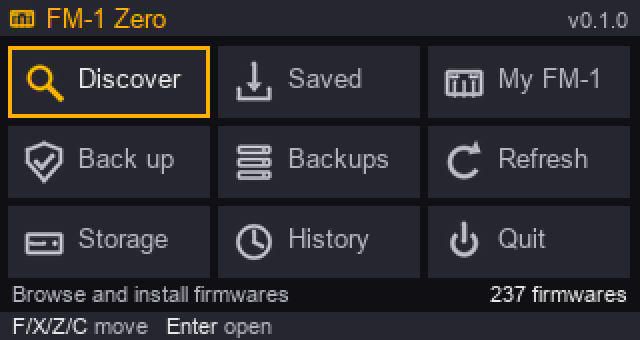 FM-1 Zero v0.1.0
Discover Saved My FM-1
Back up Backups Refresh
Storage History Quit
Browse and install firmwares 237 firmwares
F/X/Z/C move Enter open